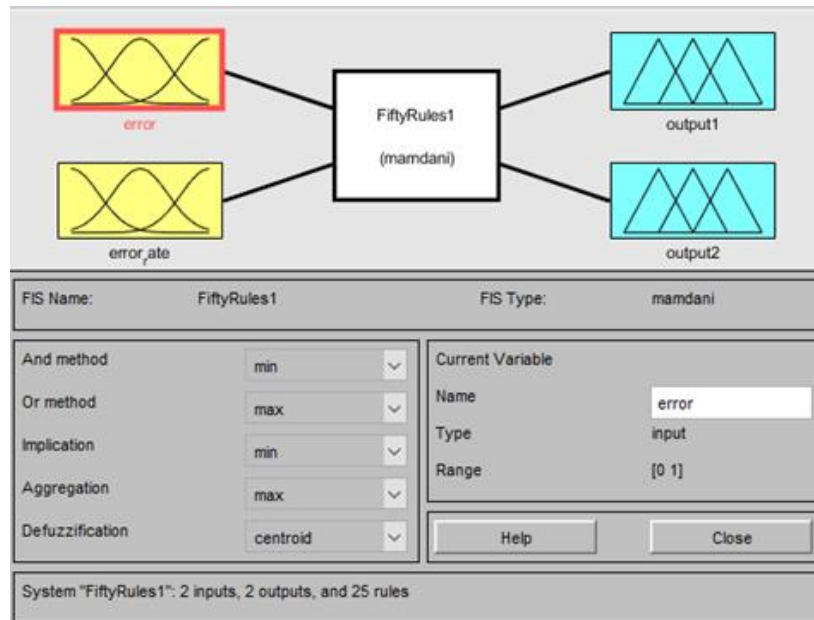 error
error_rate
FiftyRules1
(mamdani)
output1
output2
FIS Name: FiftyRules1 FIS Type: mamdani
And method min
Or method max
Implication min
Aggregation max
Defuzzification centroid
Current Variable
Name error
Type input
Range [0 1]
Help Close
System "FiftyRules1": 2 inputs, 2 outputs, and 25 rules